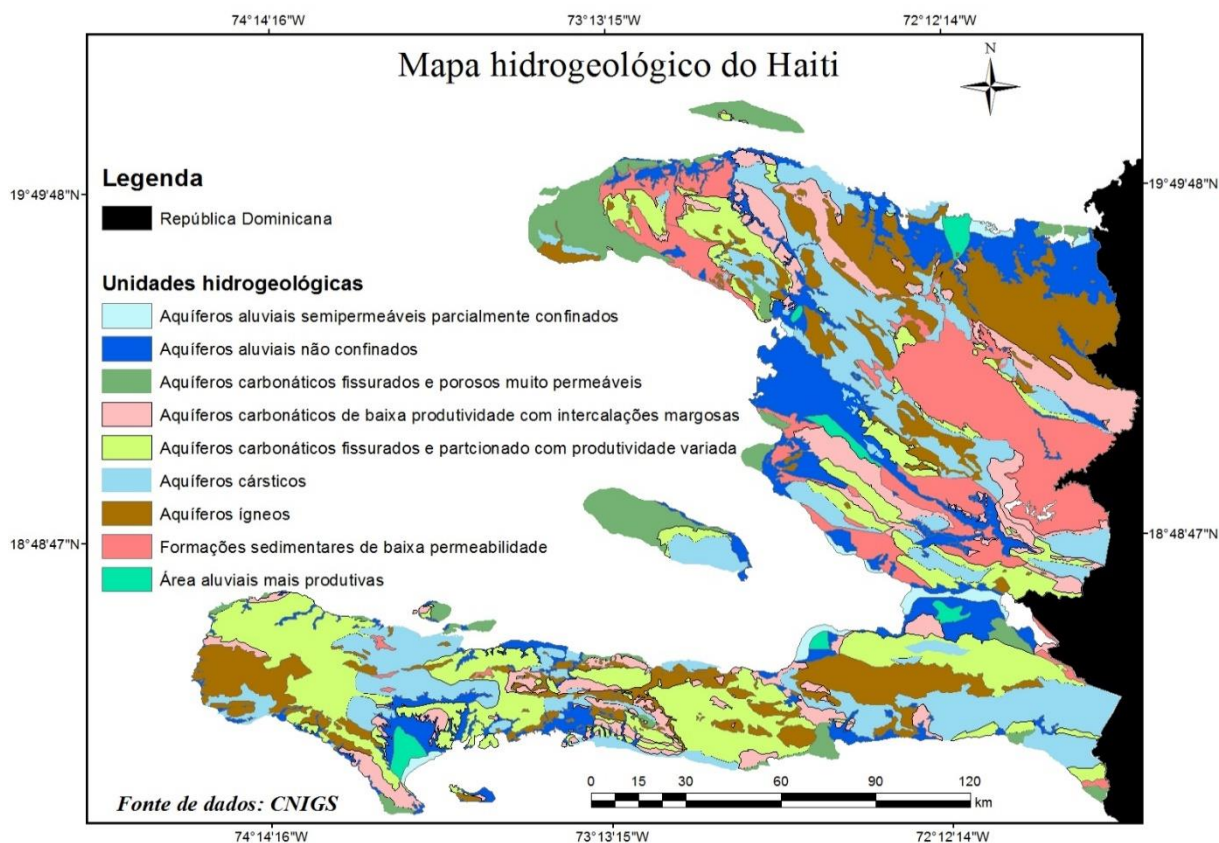 74°14'16"W 73°13'15"W 72°12'14"W
Mapa hidrogeológico do Haiti
N
Legenda
19°49'48"N 19°49'48"N
República Dominicana
Unidades hidrogeológicas
Aquíferos aluviais semipermeáveis parcialmente confinados
Aquíferos aluviais não confinados
Aquíferos carbonáticos fissurados e porosos muito permeáveis
Aquíferos carbonáticos de baixa produtividade com intercalações margosas
Aquíferos carbonáticos fissurados e partcionado com produtividade variada
Aquíferos cársticos
Aquíferos ígneos
18°48'47"N 18°48'47"N
Formações sedimentares de baixa permeabilidade
Área aluviais mais produtivas
0 15 30 60 90 120
km
Fonte de dados: CNIGS
74°14'16"W 73°13'15"W 72°12'14"W